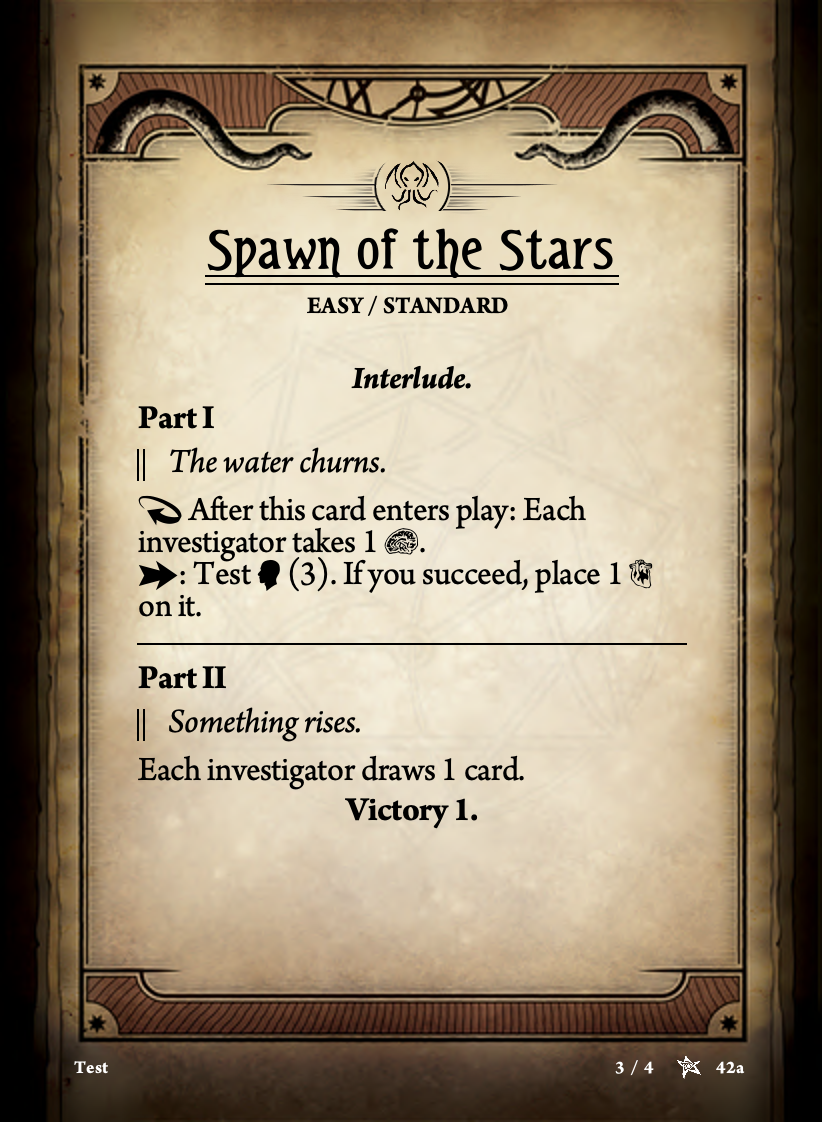 Spawn of the Stars
EASY / STANDARD
Interlude.
Part I
The water churns.
After this card enters play: Each
investigator takes 1 .
: Test (3). If you succeed, place 1
on it.
Part II
Something rises.
Each investigator draws 1 card.
Victory 1.
Test
3 / 4
42a